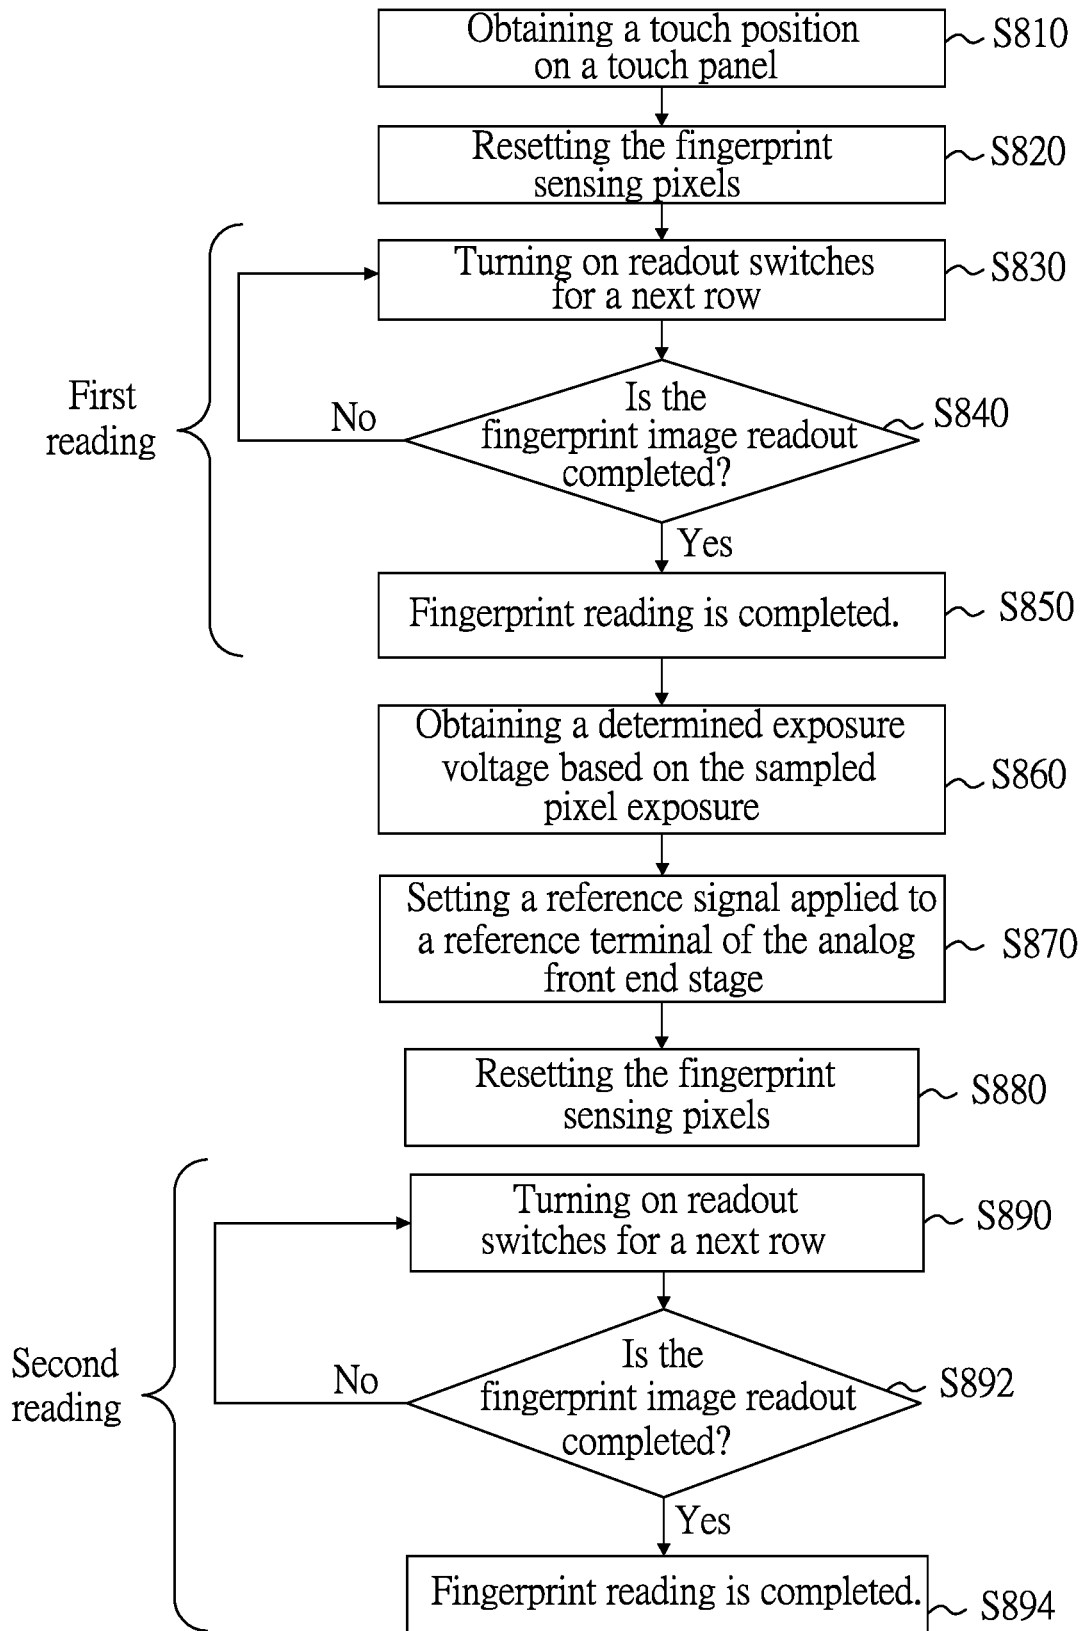 Obtaining a touch position
on a touch panel
S810
Resetting the fingerprint
sensing pixels
S820
Turning on readout switches
for a next row
S830
First
reading
No
Is the
fingerprint image readout
completed?
S840
Yes
Fingerprint reading is completed.
S850
Obtaining a determined exposure
voltage based on the sampled
pixel exposure
S860
Setting a reference signal applied to
a reference terminal of the analog
front end stage
S870
Resetting the fingerprint
sensing pixels
S880
Turning on readout
switches for a next row
S890
Second
reading
No
Is the
fingerprint image readout
completed?
S892
Yes
Fingerprint reading is completed.
S894